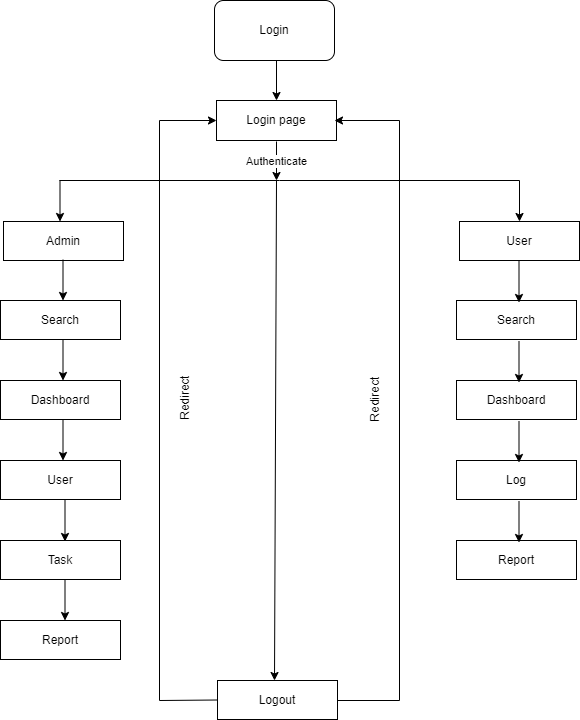 Login
Login page
Authenticate
Admin
User
Search
Search
Redirect
Redirect
Dashboard
Dashboard
User
Log
Task
Report
Report
Logout